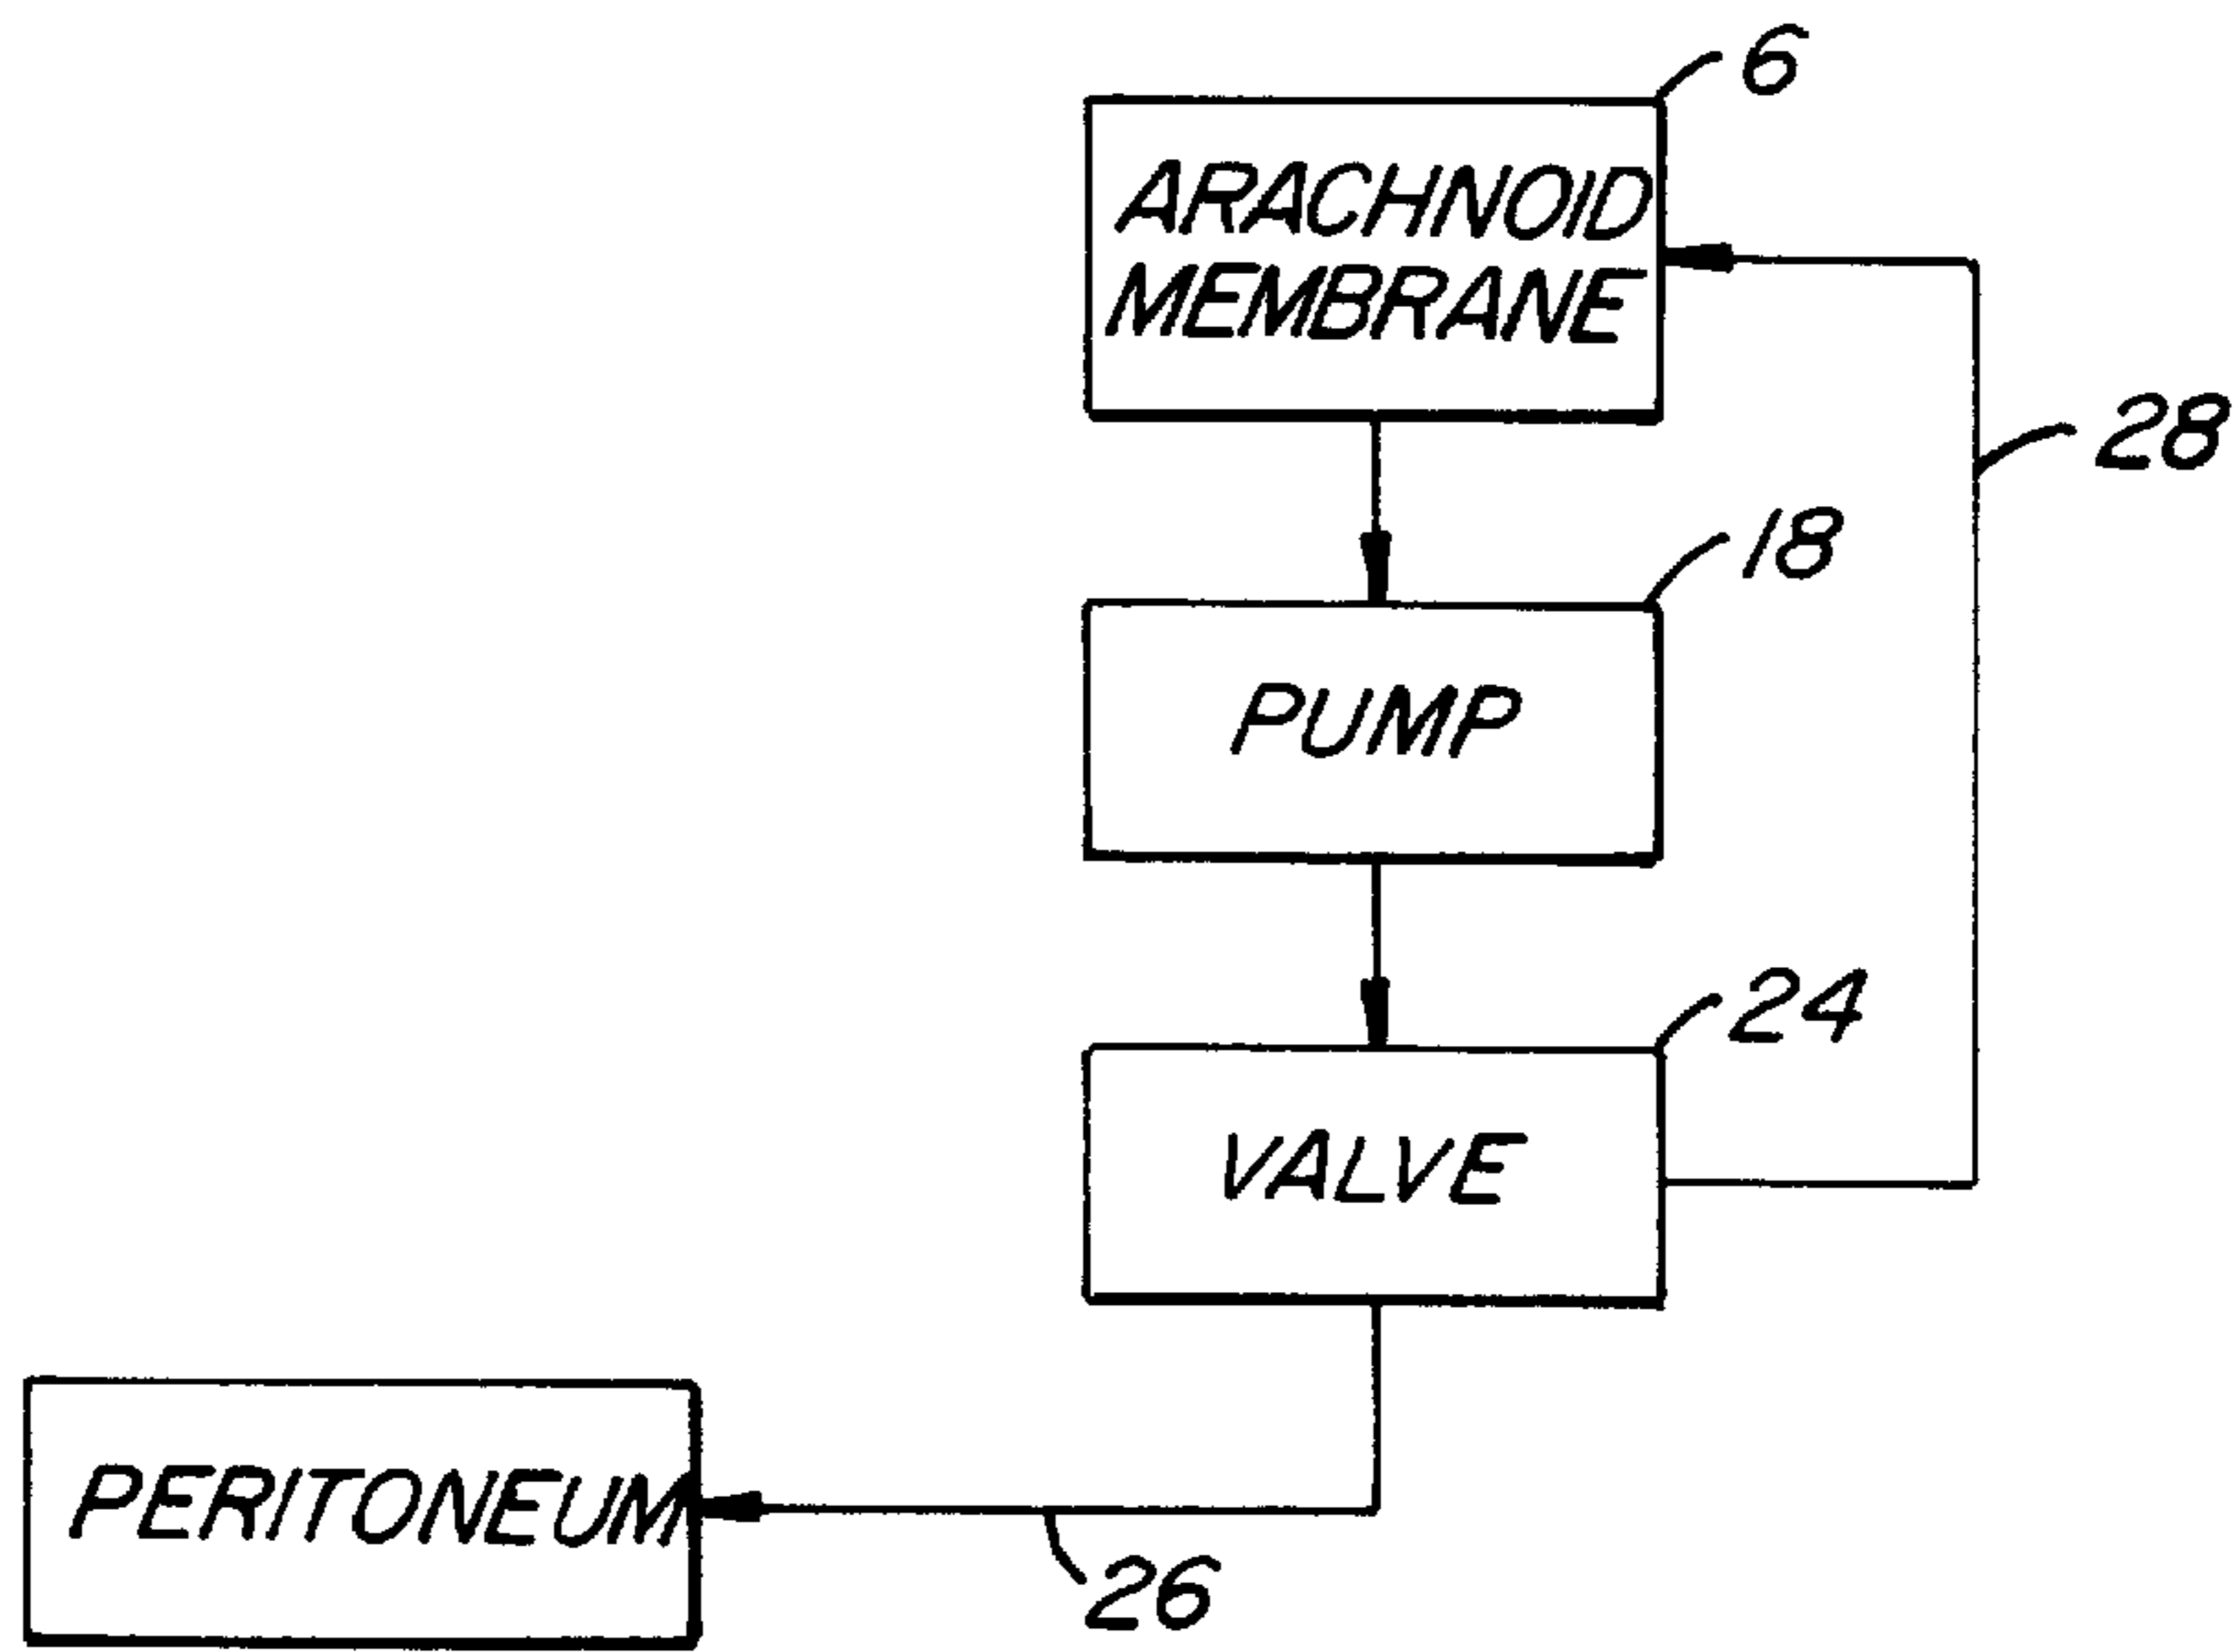 6
ARACHNOID
MEMBRANE
28
18
PUMP
24
VALVE
PERITONEUM
26